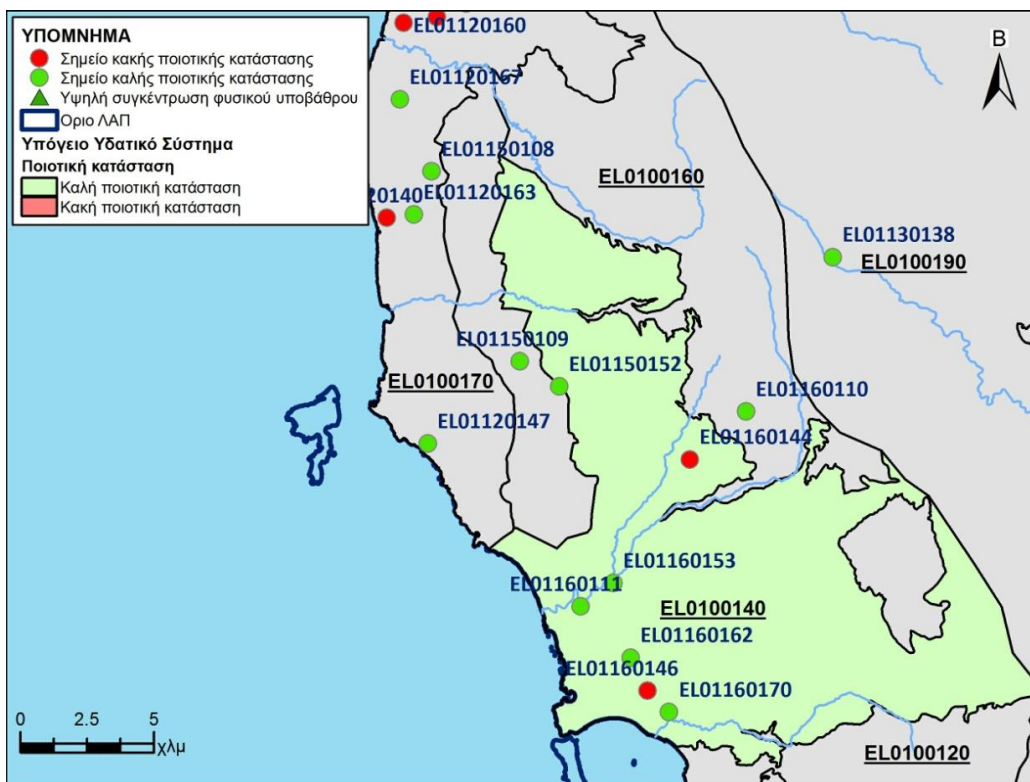 ΥΠΟΜΝΗΜΑ
Σημείο κακής ποιοτικής κατάστασης
Σημείο καλής ποιοτικής κατάστασης
Υψηλή συγκέντρωση φυσικού υποβάθρου
Οριο ΛΑΠ
Υπόγειο Υδατικό Σύστημα
Ποιοτική κατάσταση
Καλή ποιοτική κατάσταση
Κακή ποιοτική κατάσταση
EL01120160
Β
EL01120167
EL01150108
EL0100160
20140
EL01120163
EL01130138
EL0100190
EL01150109
EL01150152
EL0100170
EL01160110
EL01120147
EL01160144
EL01160153
EL01160111
EL0100140
EL01160162
EL01160146
EL01160170
0 2.5 5
χλμ
EL0100120